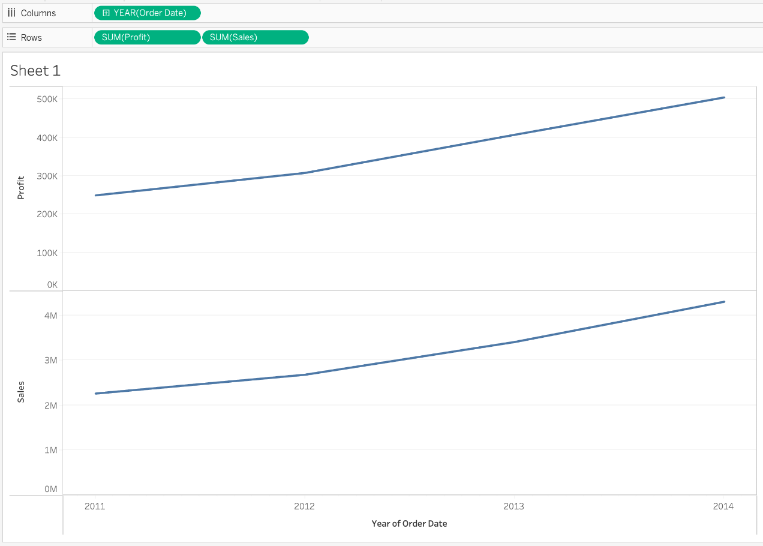 Columns YEAR(Order Date)
Rows SUM(Profit) SUM(Sales)
Sheet 1
500K
400K
300K
200K
100K
0K
Profit
4M
3M
2M
1M
0M
Sales
2011 2012 2013 2014
Year of Order Date